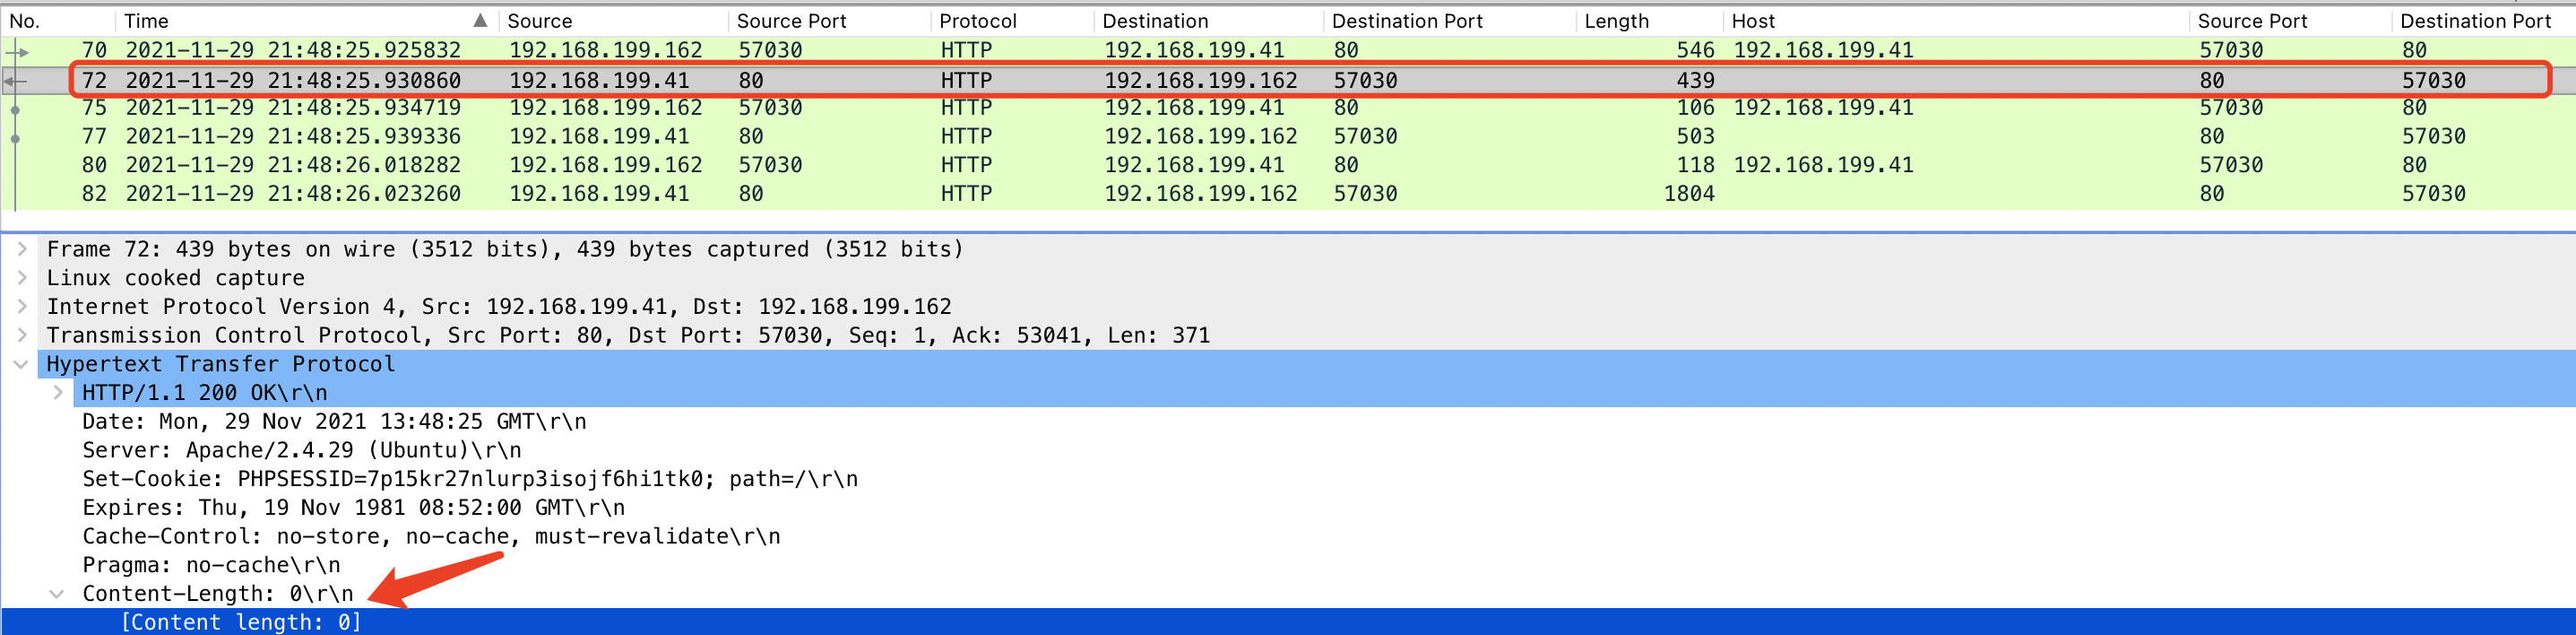 No. Time Source Source Port Protocol Destination Destination Port Length Host Source Port Destination Port
70 2021-11-29 21:48:25.925832 192.168.199.162 57030 HTTP 192.168.199.41 80 546 192.168.199.41 57030 80
72 2021-11-29 21:48:25.930860 192.168.199.41 80 HTTP 192.168.199.162 57030 439 80 57030
75 2021-11-29 21:48:25.934719 192.168.199.162 57030 HTTP 192.168.199.41 80 106 192.168.199.41 57030 80
77 2021-11-29 21:48:25.939336 192.168.199.41 80 HTTP 192.168.199.162 57030 503 80 57030
80 2021-11-29 21:48:26.018282 192.168.199.162 57030 HTTP 192.168.199.41 80 118 192.168.199.41 57030 80
82 2021-11-29 21:48:26.023260 192.168.199.41 80 HTTP 192.168.199.162 57030 1804 80 57030
Frame 72: 439 bytes on wire (3512 bits), 439 bytes captured (3512 bits)
Linux cooked capture
Internet Protocol Version 4, Src: 192.168.199.41, Dst: 192.168.199.162
Transmission Control Protocol, Src Port: 80, Dst Port: 57030, Seq: 1, Ack: 53041, Len: 371
Hypertext Transfer Protocol
HTTP/1.1 200 OK\r\n
Date: Mon, 29 Nov 2021 13:48:25 GMT\r\n
Server: Apache/2.4.29 (Ubuntu)\r\n
Set-Cookie: PHPSESSID=7p15kr27nlurp3isojf6hi1tk0; path=/\r\n
Expires: Thu, 19 Nov 1981 08:52:00 GMT\r\n
Cache-Control: no-store, no-cache, must-revalidate\r\n
Pragma: no-cache\r\n
Content-Length: 0\r\n
[Content length: 0]